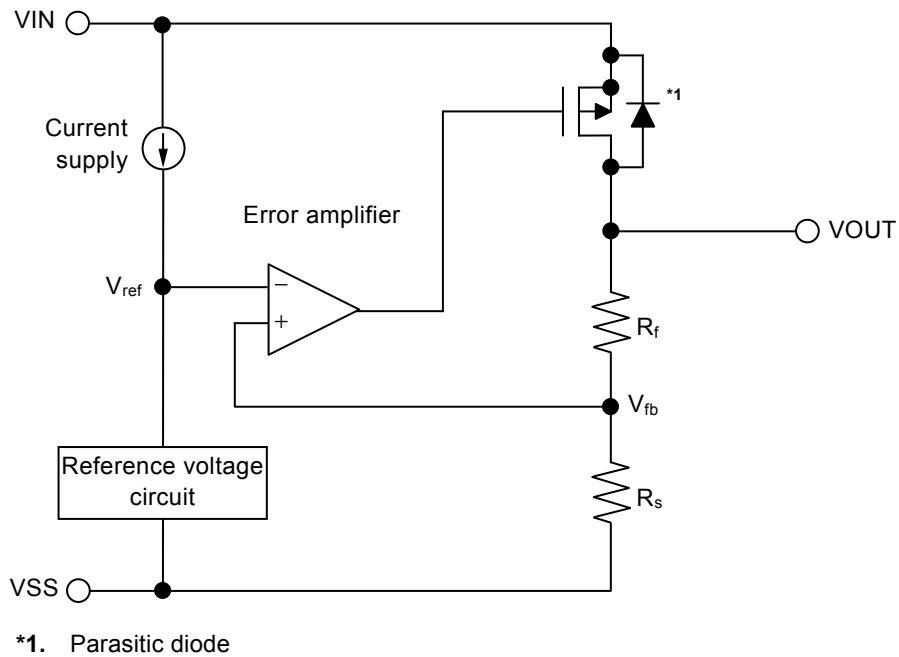 VIN
*1
Current
supply
Error amplifier
VOUT
Vref
−
+
Rf
Vfb
Reference voltage
circuit
Rs
VSS
*1. Parasitic diode